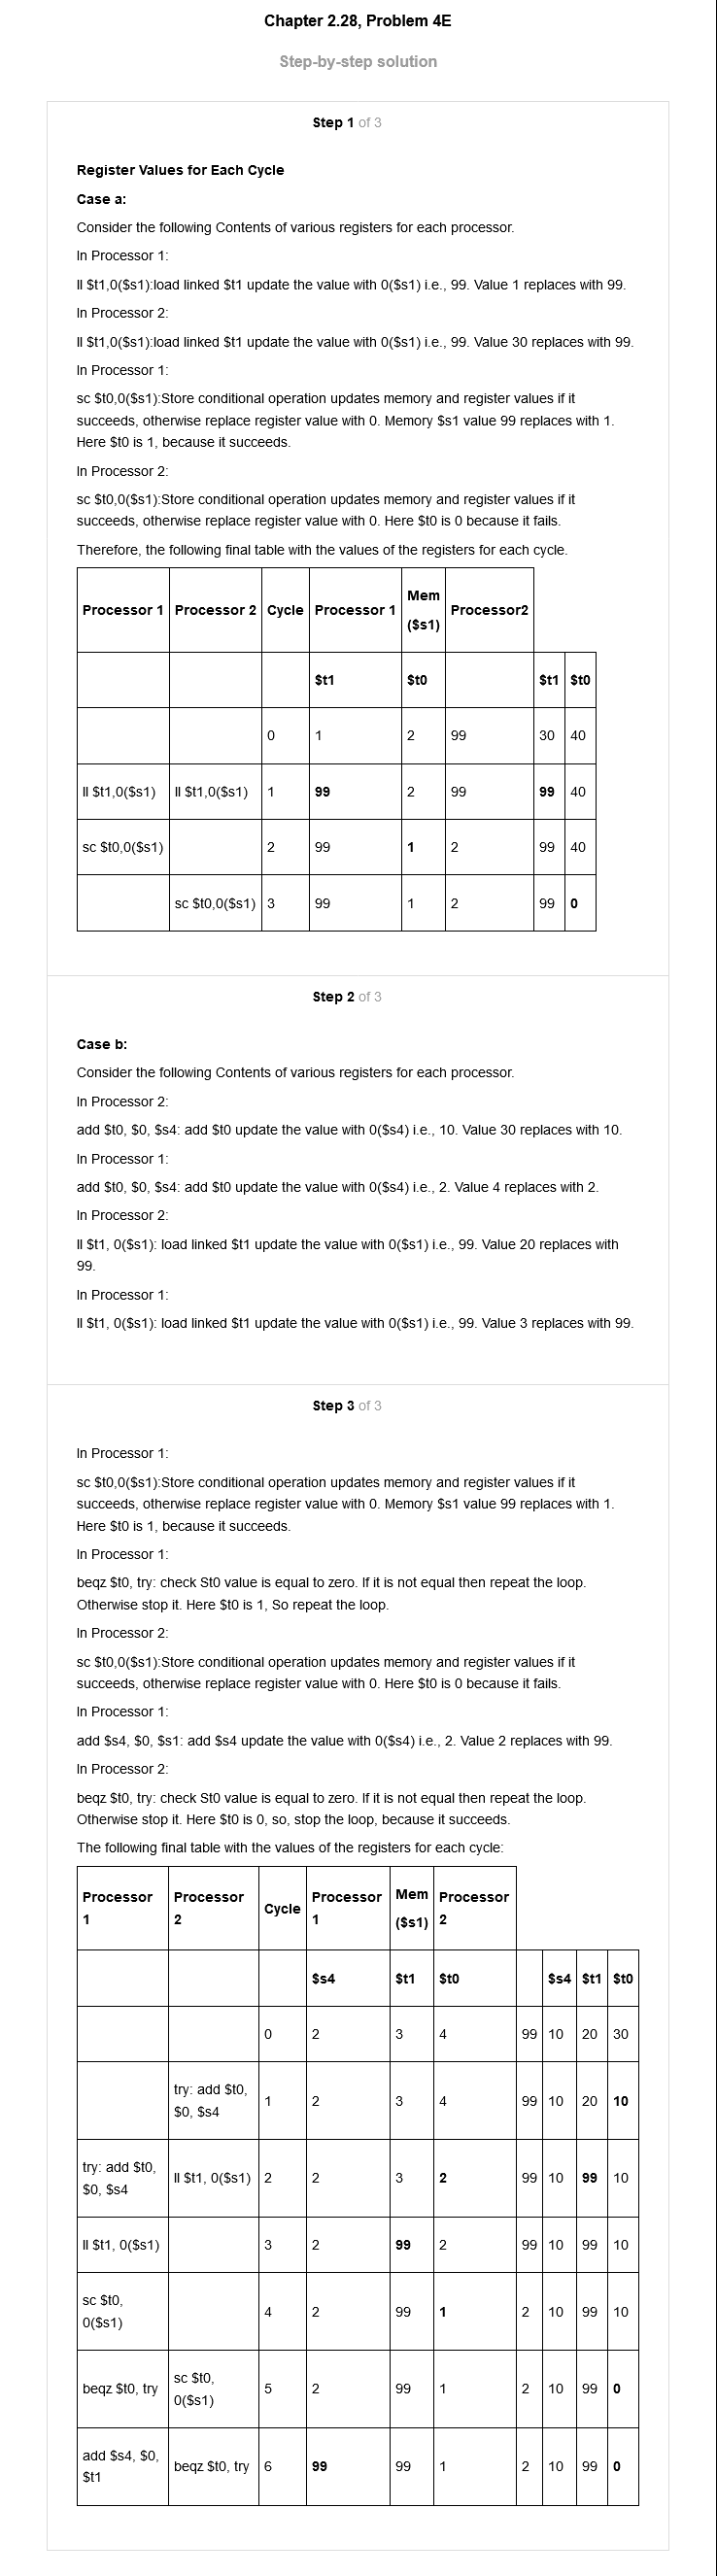 Chapter 2.28, Problem 4E
Step-by-step solution
Step 1 of 3
Register Values for Each Cycle
Case a:
Consider the following Contents of various registers for each processor.
In Processor 1:
ll $t1,0($s1):load linked $t1 update the value with 0($s1) i.e., 99. Value 1 replaces with 99.
In Processor 2:
ll $t1,0($s1):load linked $t1 update the value with 0($s1) i.e., 99. Value 30 replaces with 99.
In Processor 1:
sc $t0,0($s1):Store conditional operation updates memory and register values if it
succeeds, otherwise replace register value with 0. Memory $s1 value 99 replaces with 1.
Here $t0 is 1, because it succeeds.
In Processor 2:
sc $t0,0($s1):Store conditional operation updates memory and register values if it
succeeds, otherwise replace register value with 0. Here $t0 is 0 because it fails.
Therefore, the following final table with the values of the registers for each cycle.
Processor 1 Processor 2 Cycle Processor 1 Mem ($s1) Processor2
$t1 $t0 $t1 $t0
0 1 2 99 30 40
ll $t1,0($s1) ll $t1,0($s1) 1 99 2 99 99 40
sc $t0,0($s1) 2 99 1 2 99 40
sc $t0,0($s1) 3 99 1 2 99 0
Step 2 of 3
Case b:
Consider the following Contents of various registers for each processor.
In Processor 2:
add $t0, $0, $s4: add $t0 update the value with 0($s4) i.e., 10. Value 30 replaces with 10.
In Processor 1:
add $t0, $0, $s4: add $t0 update the value with 0($s4) i.e., 2. Value 4 replaces with 2.
In Processor 2:
ll $t1, 0($s1): load linked $t1 update the value with 0($s1) i.e., 99. Value 20 replaces with
99.
In Processor 1:
ll $t1, 0($s1): load linked $t1 update the value with 0($s1) i.e., 99. Value 3 replaces with 99.
Step 3 of 3
In Processor 1:
sc $t0,0($s1):Store conditional operation updates memory and register values if it
succeeds, otherwise replace register value with 0. Memory $s1 value 99 replaces with 1.
Here $t0 is 1, because it succeeds.
In Processor 1:
beqz $t0, try: check St0 value is equal to zero. If it is not equal then repeat the loop.
Otherwise stop it. Here $t0 is 1, So repeat the loop.
In Processor 2:
sc $t0,0($s1):Store conditional operation updates memory and register values if it
succeeds, otherwise replace register value with 0. Here $t0 is 0 because it fails.
In Processor 1:
add $s4, $0, $s1: add $s4 update the value with 0($s4) i.e., 2. Value 2 replaces with 99.
In Processor 2:
beqz $t0, try: check St0 value is equal to zero. If it is not equal then repeat the loop.
Otherwise stop it. Here $t0 is 0, so, stop the loop, because it succeeds.
The following final table with the values of the registers for each cycle:
Processor 1 Processor 2 Cycle Processor 1 Mem ($s1) Processor 2
$s4 $t1 $t0 $s4 $t1 $t0
0 2 3 4 99 10 20 30
try: add $t0, $0, $s4 1 2 3 4 99 10 20 10
try: add $t0, $0, $s4 ll $t1, 0($s1) 2 2 3 2 99 10 99 10
ll $t1, 0($s1) 3 2 99 2 99 10 99 10
sc $t0, 0($s1) 4 2 99 1 2 10 99 10
beqz $t0, try sc $t0, 0($s1) 5 2 99 1 2 10 99 0
add $s4, $0, $t1 beqz $t0, try 6 99 99 1 2 10 99 0